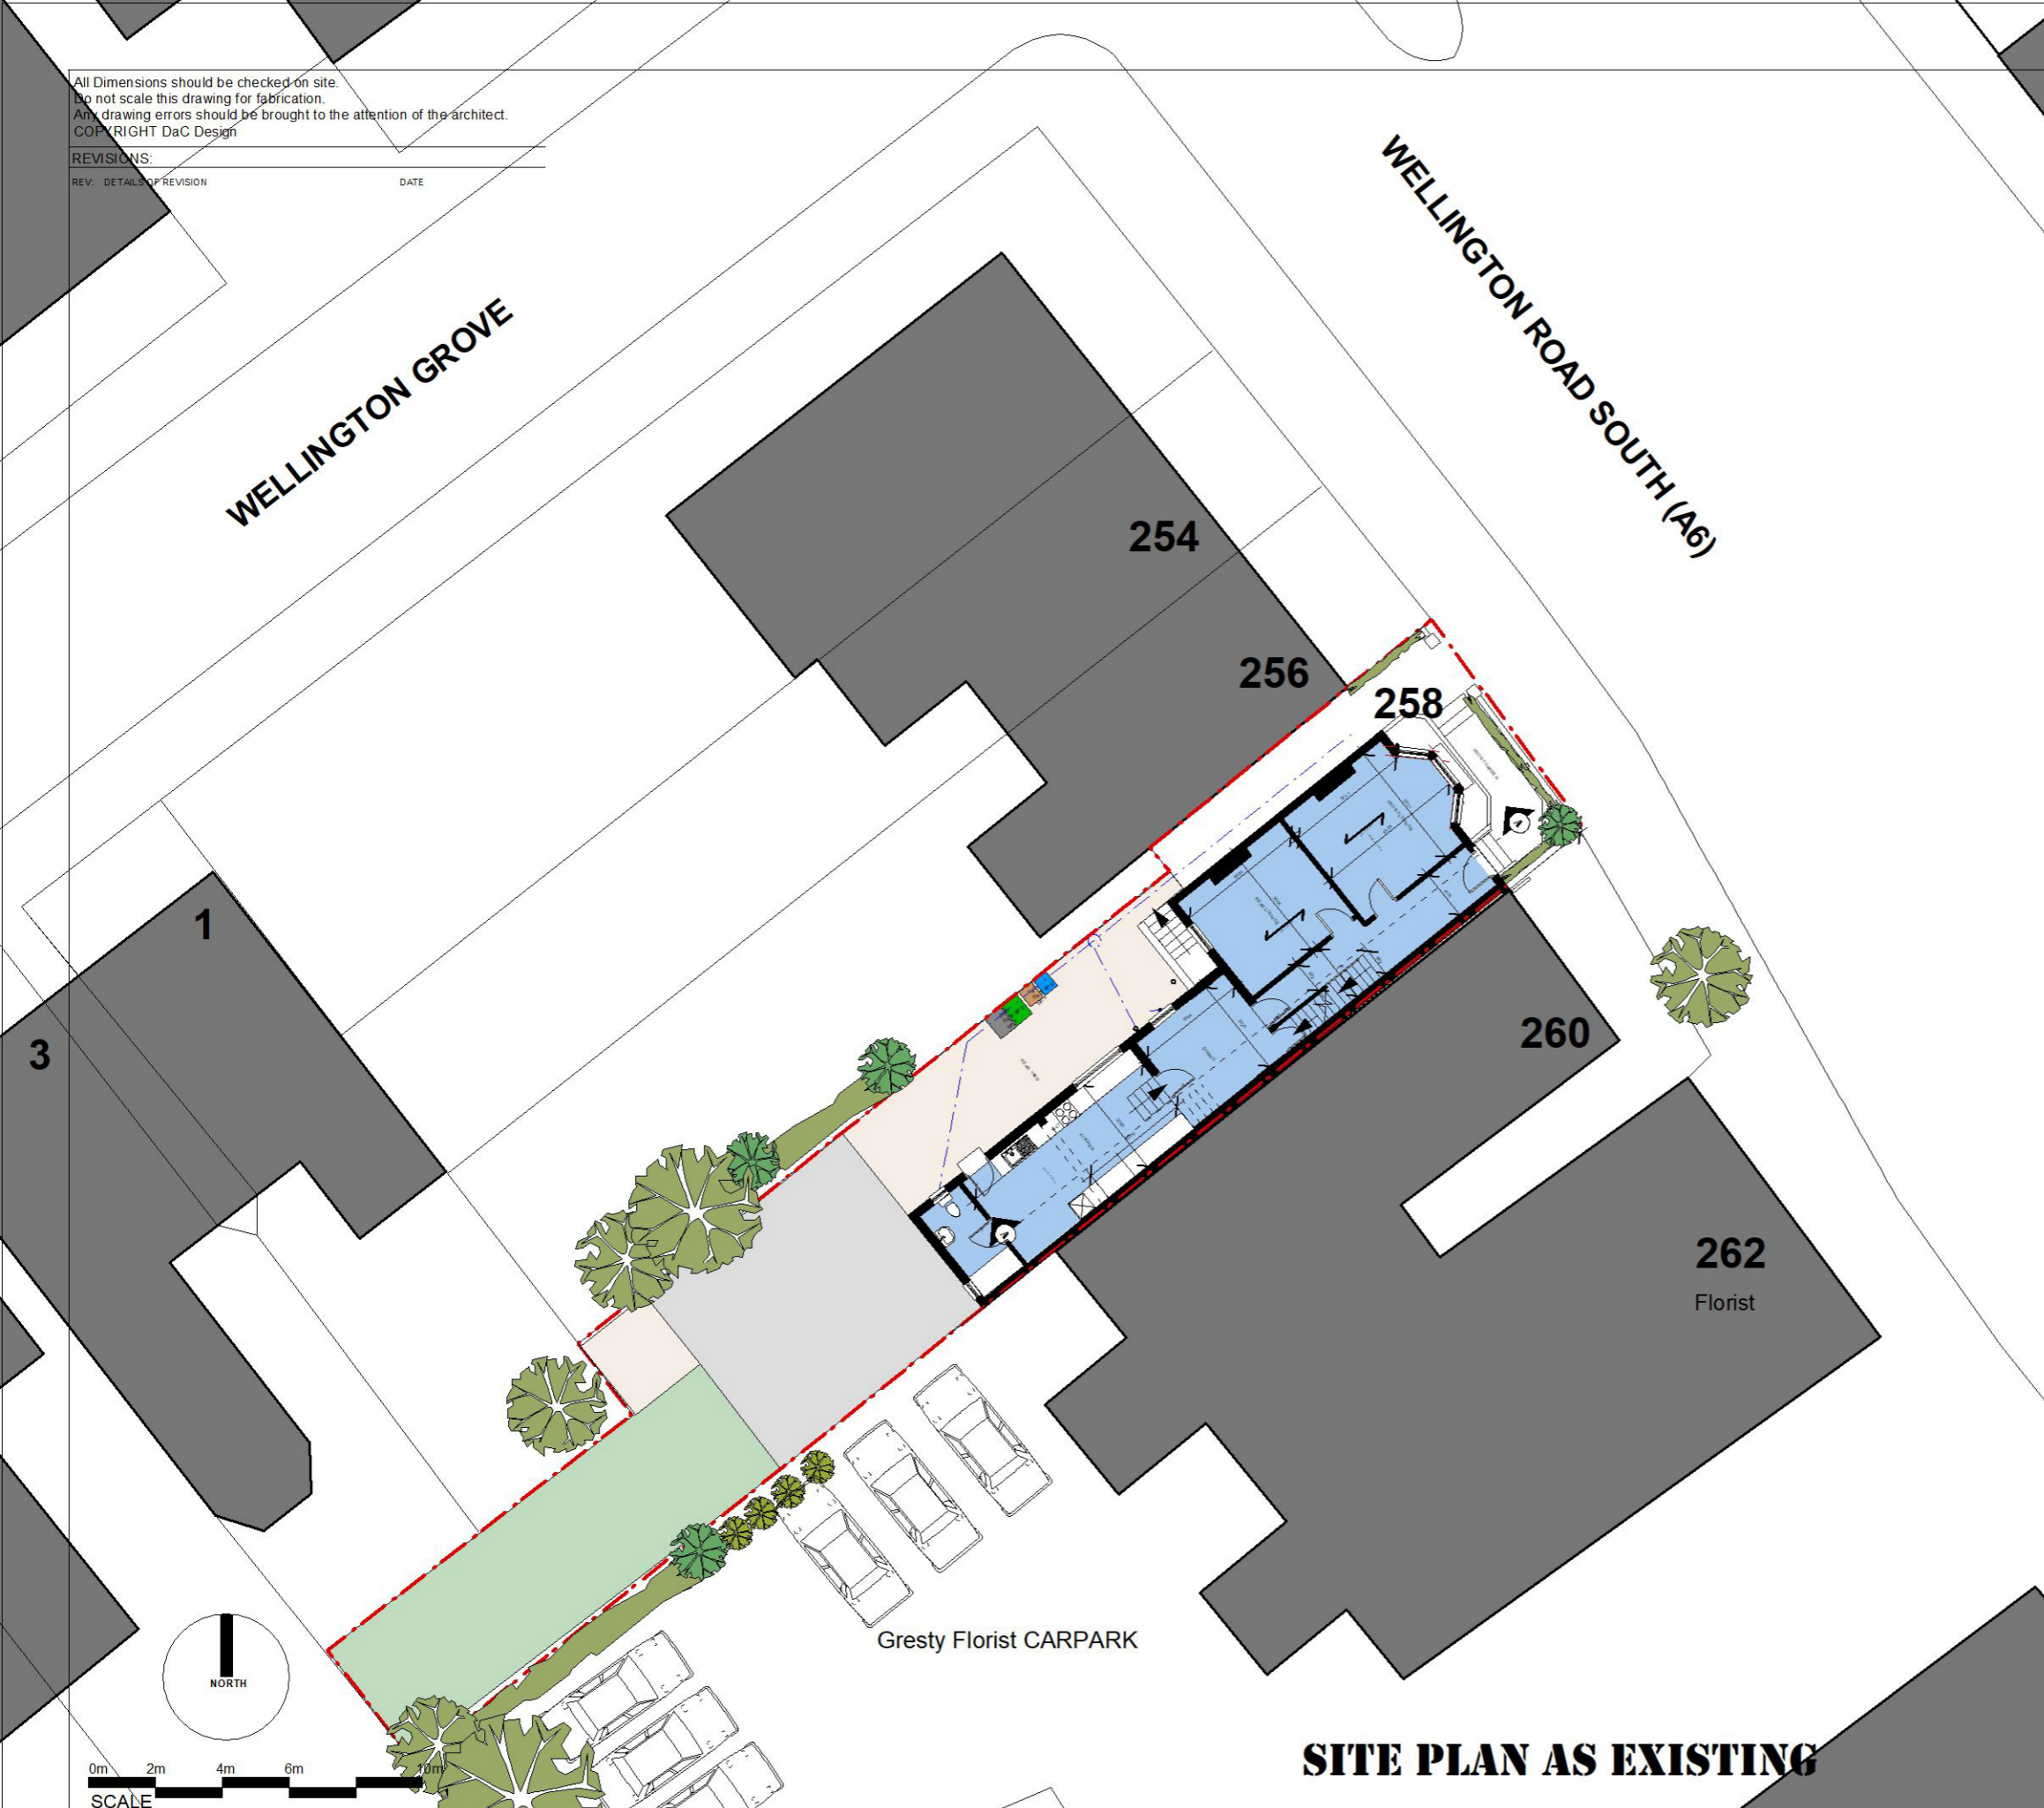 All Dimensions should be checked on site.
Do not scale this drawing for fabrication.
Any drawing errors should be brought to the attention of the architect.
COPYRIGHT DaC Design
REVISIONS:
REV: DETAILS OF REVISION DATE
WELLINGTON GROVE
WELLINGTON ROAD SOUTH (A6)
254
256
258
A
1
3
260
A
262
Florist
Gresty Florist CARPARK
NORTH
SITE PLAN AS EXISTING
0m 2m 4m 6m 10m
SCALE